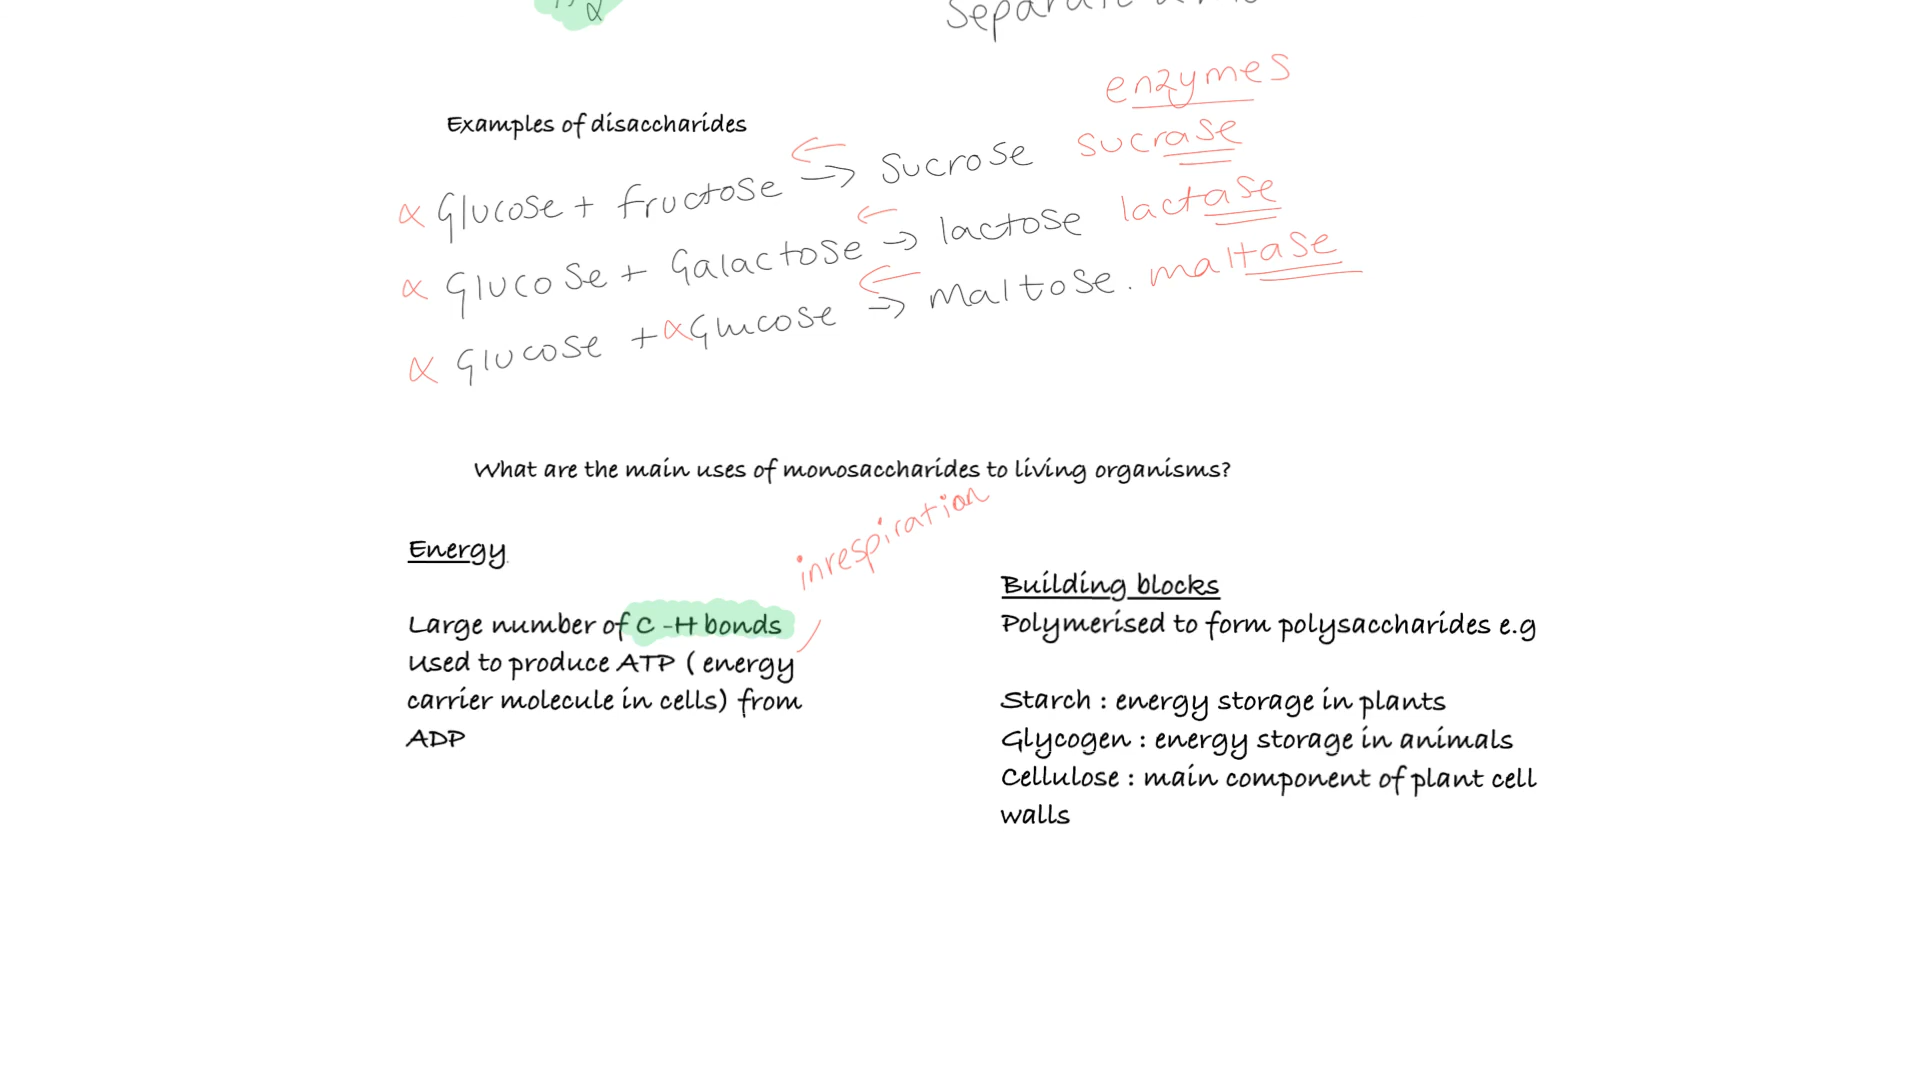 α
Separate
enzymes
Examples of disaccharides
α Glucose + fructose ⇌ Sucrose sucrase
α Glucose + Galactose ⇌ lactose lactase
α Glucose + α Glucose ⇌ maltose. maltase
What are the main uses of monosaccharides to living organisms?
in respiration
Energy
Large number of C -H bonds
used to produce ATP ( energy
carrier molecule in cells) from
ADP
Building blocks
Polymerised to form polysaccharides e.g
Starch : energy storage in plants
Glycogen : energy storage in animals
Cellulose : main component of plant cell
walls